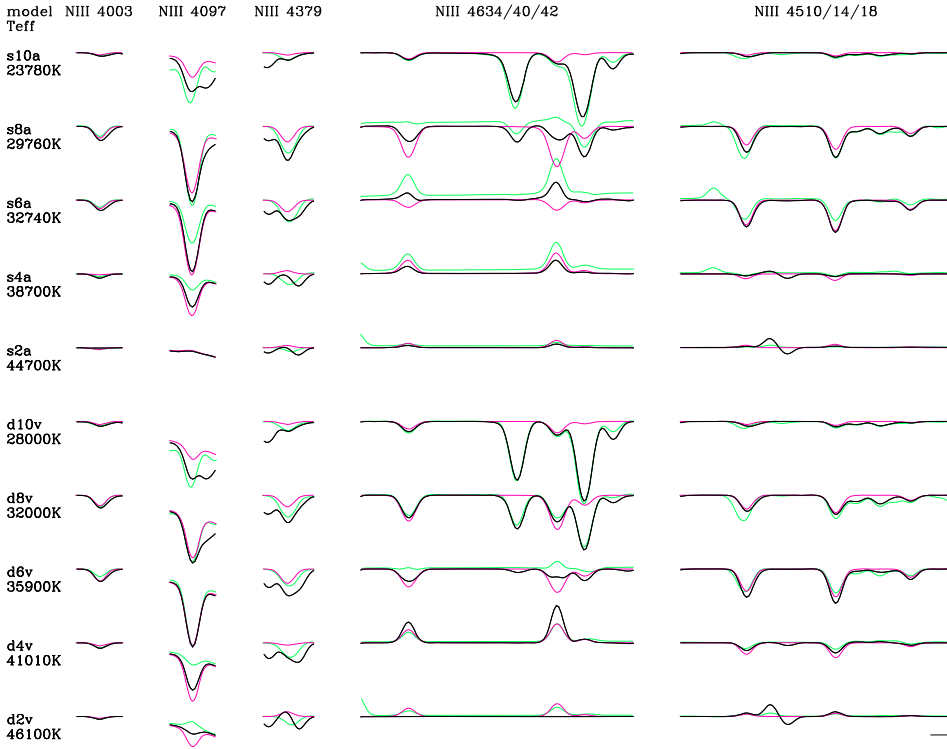 model NIII 4003 NIII 4097 NIII 4379 NIII 4634/40/42 NIII 4510/14/18
Teff
s10a
23780K
s8a
29760K
s6a
32740K
s4a
38700K
s2a
44700K
d10v
28000K
d8v
32000K
d6v
35900K
d4v
41010K
d2v
46100K